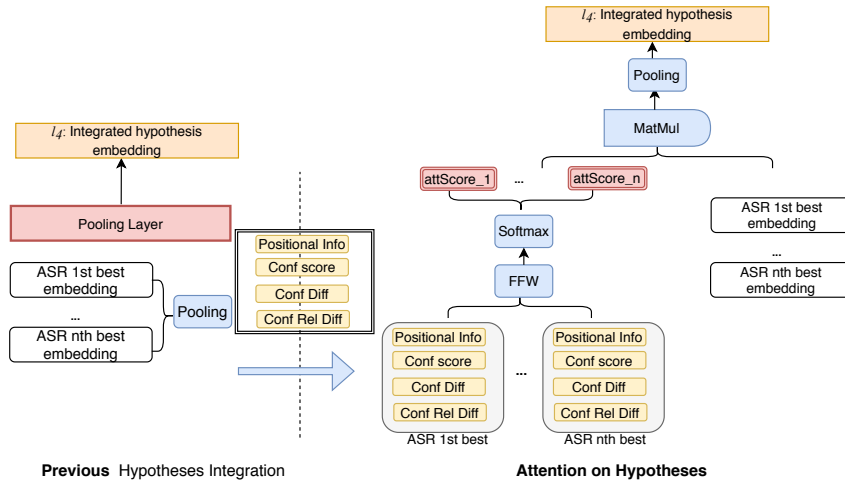 l4: Integrated hypothesis
embedding
Pooling Layer
ASR 1st best
embedding
...
ASR nth best
embedding
Pooling
Positional Info
Conf score
Conf Diff
Conf Rel Diff
Previous Hypotheses Integration
l4: Integrated hypothesis
embedding
Pooling
MatMul
attScore_1
...
attScore_n
Softmax
FFW
ASR 1st best
embedding
...
ASR nth best
embedding
Positional Info
Conf score
Conf Diff
Conf Rel Diff
ASR 1st best
...
Positional Info
Conf score
Conf Diff
Conf Rel Diff
ASR nth best
Attention on Hypotheses